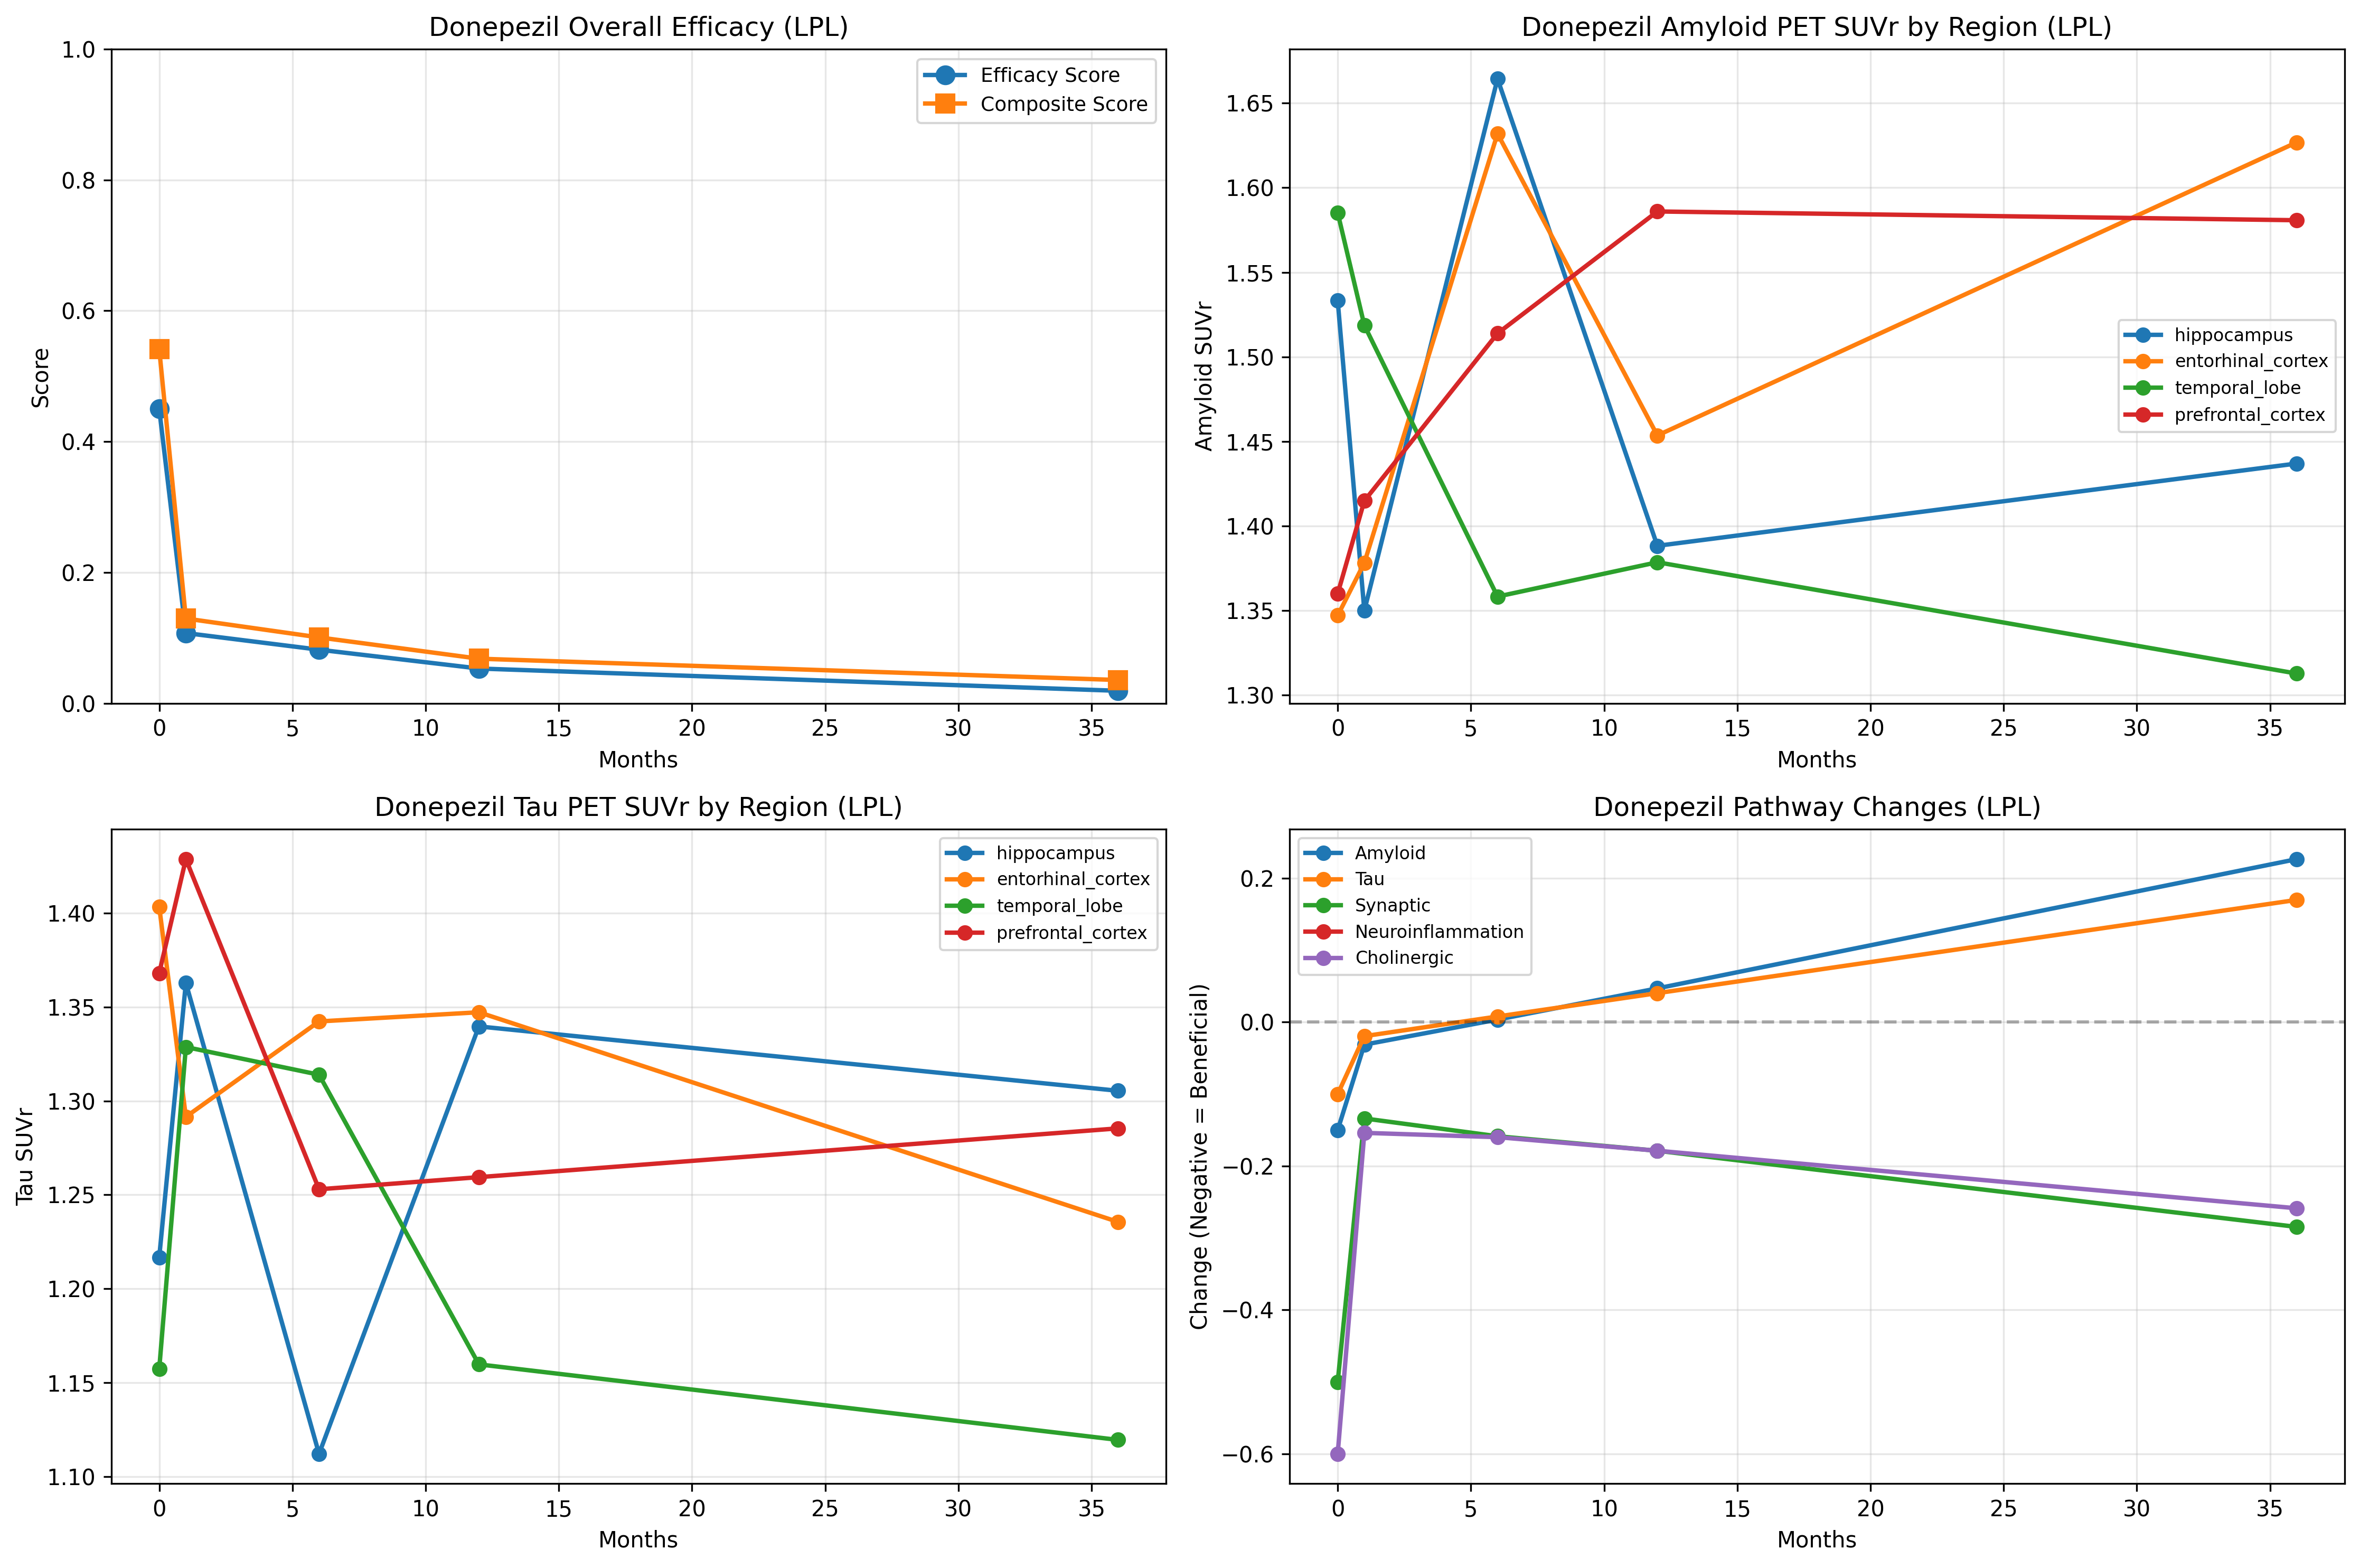 Donepezil Overall Efficacy (LPL)
1.0
0.8
0.6
0.4
0.2
0.0
Score
Efficacy Score
Composite Score
0 5 10 15 20 25 30 35
Months
Donepezil Amyloid PET SUVr by Region (LPL)
1.65
1.60
1.55
1.50
1.45
1.40
1.35
1.30
Amyloid SUVr
hippocampus
entorhinal_cortex
temporal_lobe
prefrontal_cortex
0 5 10 15 20 25 30 35
Months
Donepezil Tau PET SUVr by Region (LPL)
1.40
1.35
1.30
1.25
1.20
1.15
1.10
Tau SUVr
hippocampus
entorhinal_cortex
temporal_lobe
prefrontal_cortex
0 5 10 15 20 25 30 35
Months
Donepezil Pathway Changes (LPL)
0.2
0.0
−0.2
−0.4
−0.6
Change (Negative = Beneficial)
Amyloid
Tau
Synaptic
Neuroinflammation
Cholinergic
0 5 10 15 20 25 30 35
Months